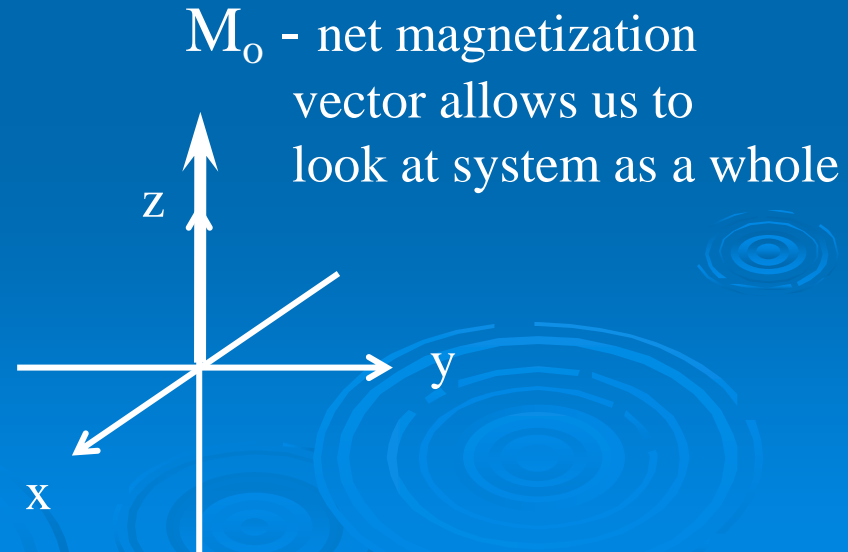 Mₒ - net magnetization
vector allows us to
look at system as a whole
z
y
x